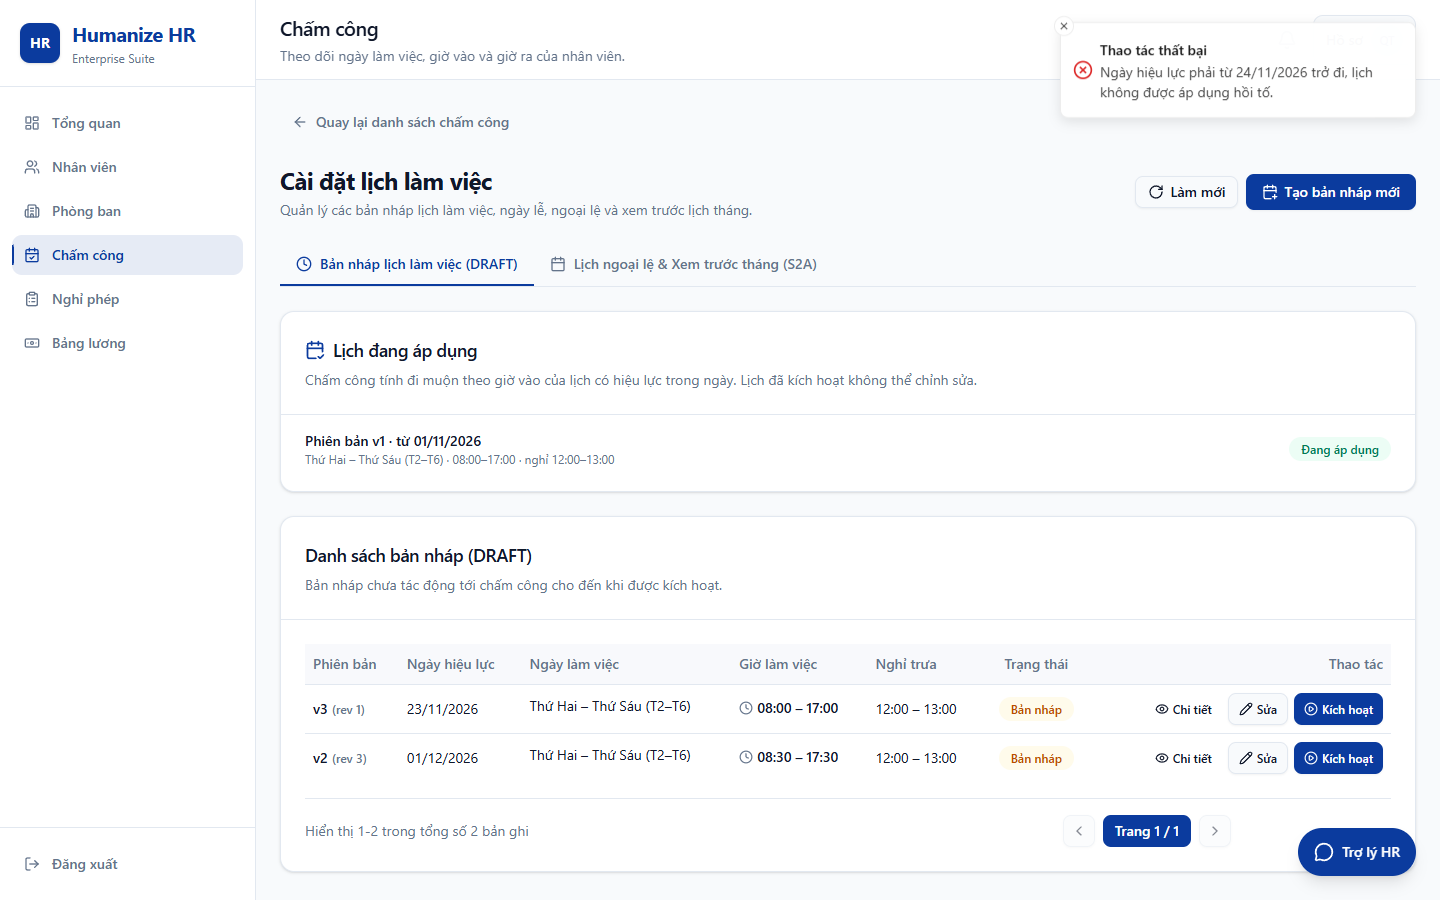 HR
Humanize HR
Enterprise Suite
Tổng quan
Nhân viên
Phòng ban
Chấm công
Nghỉ phép
Bảng lương
Đăng xuất
Chấm công
Theo dõi ngày làm việc, giờ vào và giờ ra của nhân viên.
Thao tác thất bại
Ngày hiệu lực phải từ 24/11/2026 trở đi, lịch
không được áp dụng hồi tố.
Quay lại danh sách chấm công
Cài đặt lịch làm việc
Quản lý các bản nháp lịch làm việc, ngày lễ, ngoại lệ và xem trước lịch tháng.
Làm mới
Tạo bản nháp mới
Bản nháp lịch làm việc (DRAFT)
Lịch ngoại lệ & Xem trước tháng (S2A)
Lịch đang áp dụng
Chấm công tính đi muộn theo giờ vào của lịch có hiệu lực trong ngày. Lịch đã kích hoạt không thể chỉnh sửa.
Phiên bản v1 · từ 01/11/2026
Thứ Hai – Thứ Sáu (T2–T6) · 08:00–17:00 · nghỉ 12:00–13:00
Đang áp dụng
Danh sách bản nháp (DRAFT)
Bản nháp chưa tác động tới chấm công cho đến khi được kích hoạt.
Phiên bản Ngày hiệu lực Ngày làm việc Giờ làm việc Nghỉ trưa Trạng thái Thao tác
v3 (rev 1) 23/11/2026 Thứ Hai – Thứ Sáu (T2–T6) 08:00 – 17:00 12:00 – 13:00 Bản nháp Chi tiết Sửa Kích hoạt
v2 (rev 3) 01/12/2026 Thứ Hai – Thứ Sáu (T2–T6) 08:30 – 17:30 12:00 – 13:00 Bản nháp Chi tiết Sửa Kích hoạt
Hiển thị 1-2 trong tổng số 2 bản ghi
Trang 1 / 1
Trợ lý HR